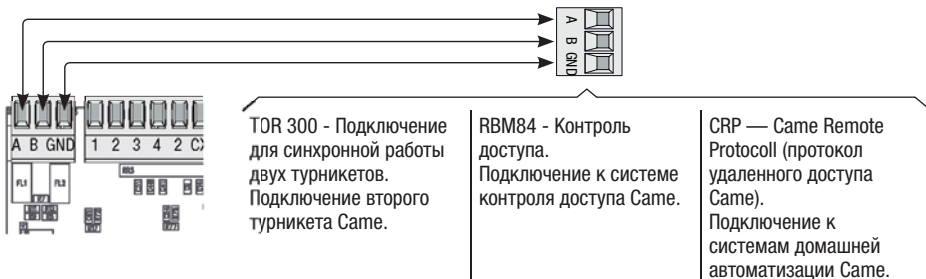 A
B
GND
A B GND 1 2 3 4 2
FL1 FL2
TOR 300 - Подключение
для синхронной работы
двух турникетов.
Подключение второго
турникета Came.
RBM84 - Контроль
доступа.
Подключение к системе
контроля доступа Came.
CRP — Came Remote
Protocoll (протокол
удаленного доступа
Came).
Подключение к
системам домашней
автоматизации Came.